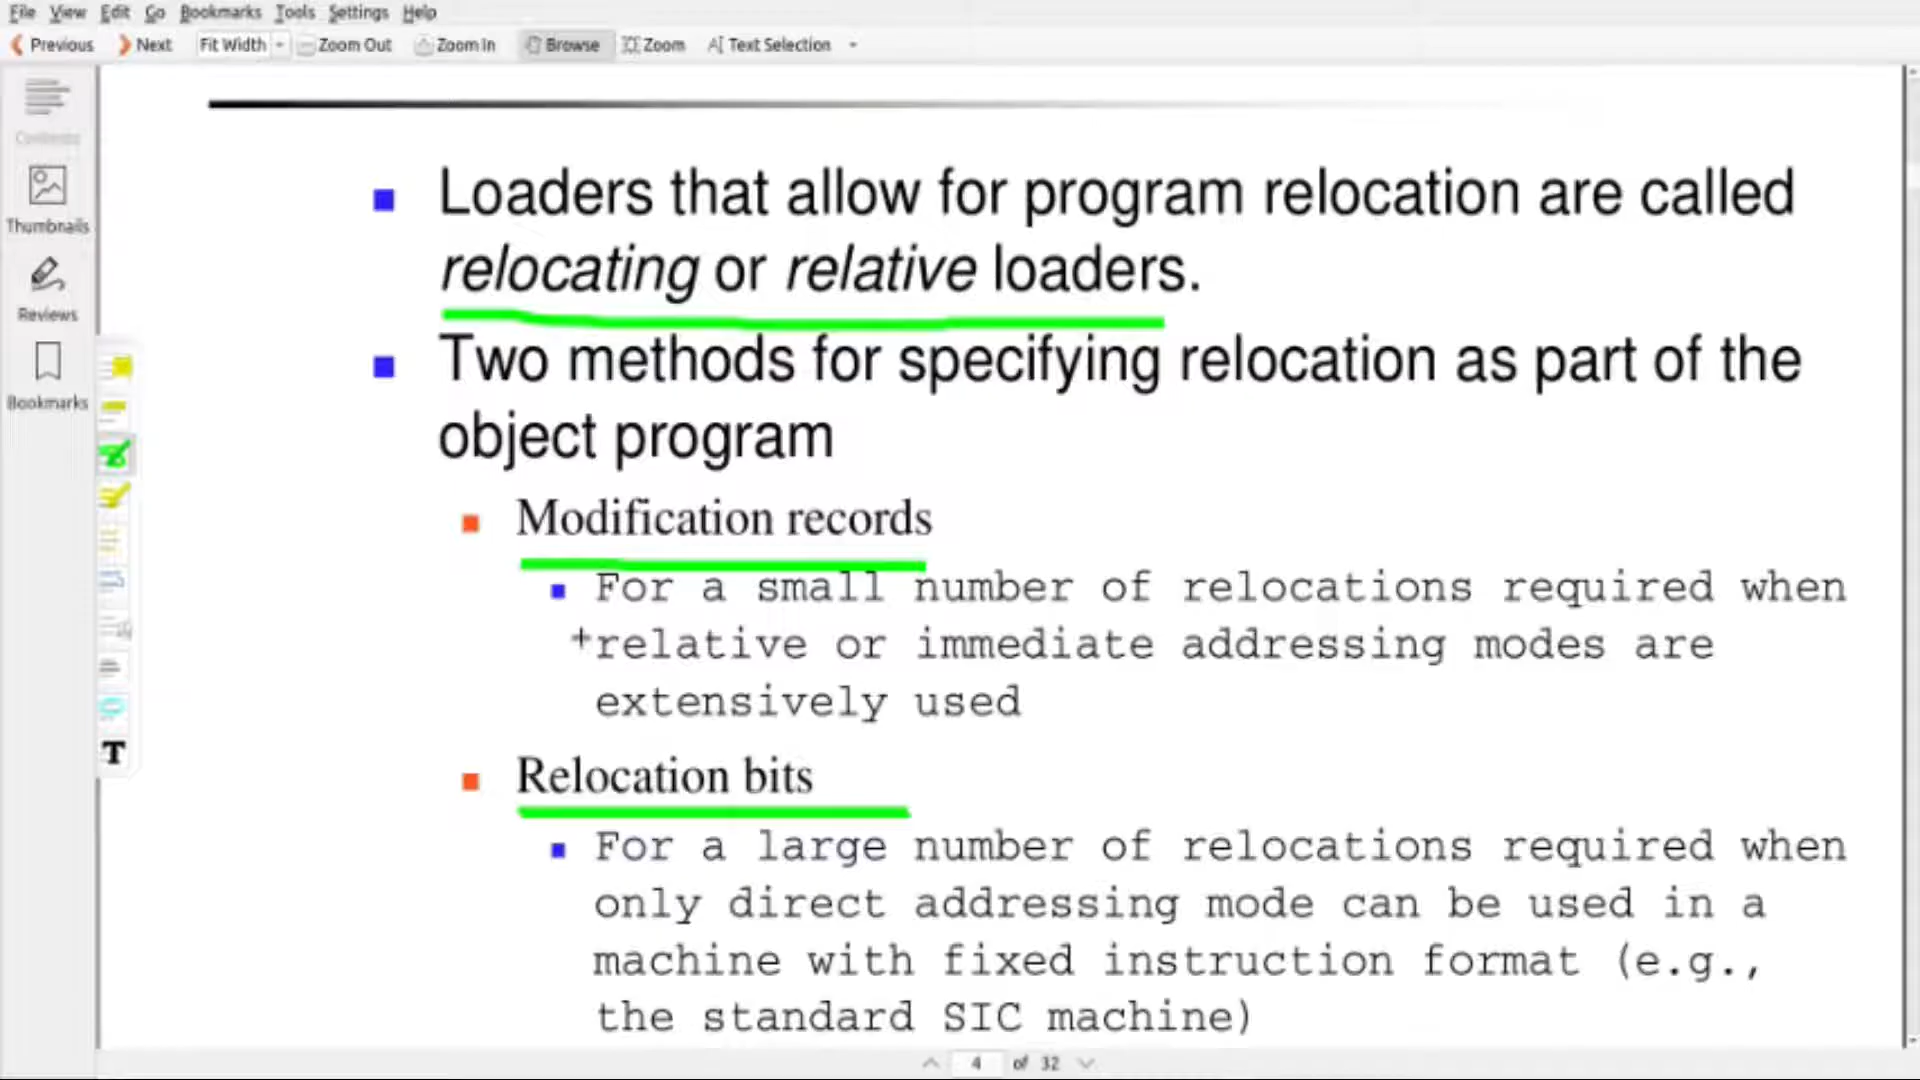 File View Edit Go Bookmarks Tools Settings Help
Previous Next Fit Width Zoom Out Zoom In Browse Zoom Text Selection
Contents
Thumbnails
Reviews
Bookmarks
T
Loaders that allow for program relocation are called
relocating or relative loaders.
Two methods for specifying relocation as part of the
object program
Modification records
For a small number of relocations required when
relative or immediate addressing modes are
extensively used
Relocation bits
For a large number of relocations required when
only direct addressing mode can be used in a
machine with fixed instruction format (e.g.,
the standard SIC machine)
4 of 32